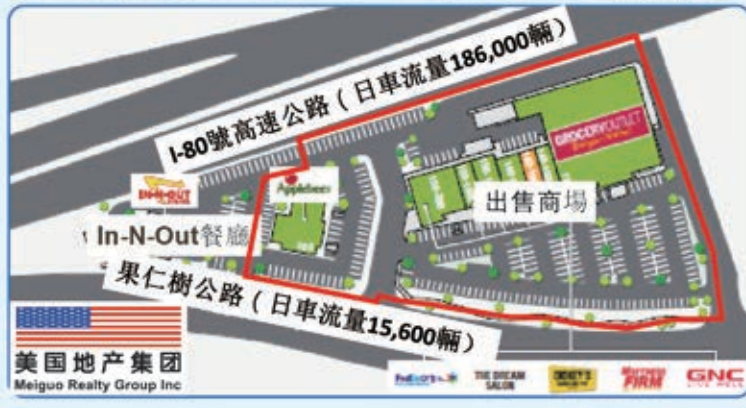 I-80號高速公路（日車流量186,000輛）
GROCERY OUTLET
IN-N-OUT
Applebee's
出售商場
In-N-Out餐廳
果仁樹公路（日車流量15,600輛）
美国地产集团
Meiguo Realty Group Inc
THE DREAM
SALON
DICKEY'S
MATTRESS
FIRM
GNC
LIVE WELL